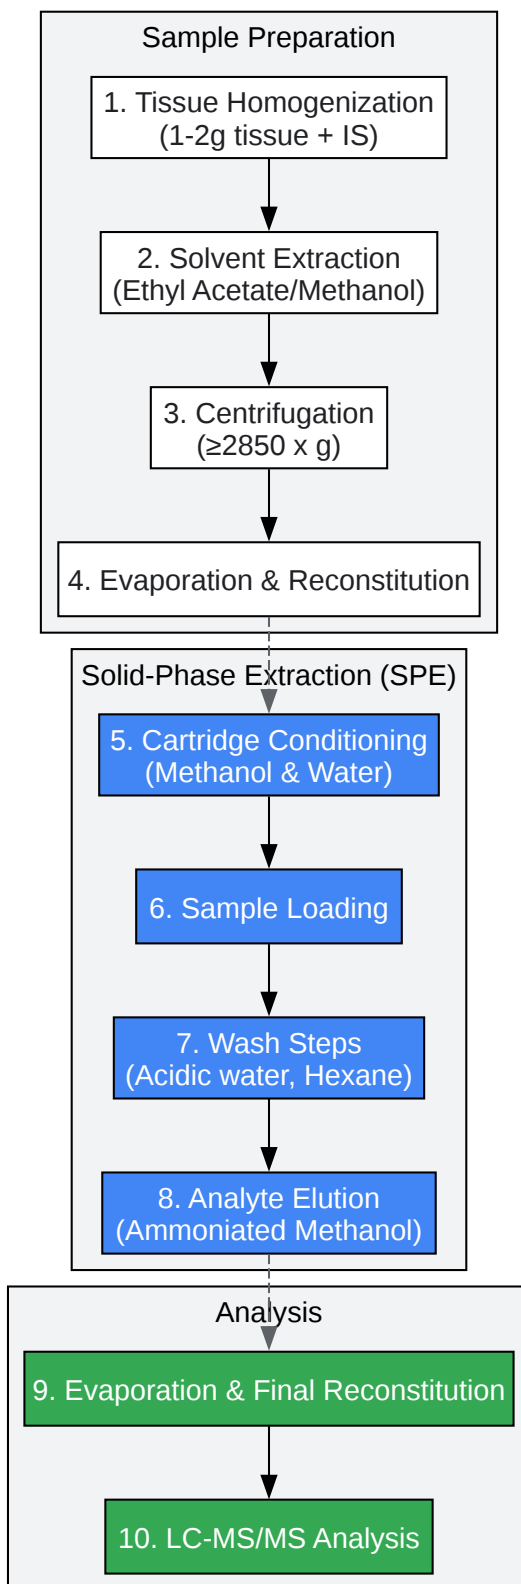 Sample Preparation
1. Tissue Homogenization
(1-2g tissue + IS)
2. Solvent Extraction
(Ethyl Acetate/Methanol)
3. Centrifugation
(≥2850 x g)
4. Evaporation & Reconstitution
Solid-Phase Extraction (SPE)
5. Cartridge Conditioning
(Methanol & Water)
6. Sample Loading
7. Wash Steps
(Acidic water, Hexane)
8. Analyte Elution
(Ammoniated Methanol)
Analysis
9. Evaporation & Final Reconstitution
10. LC-MS/MS Analysis